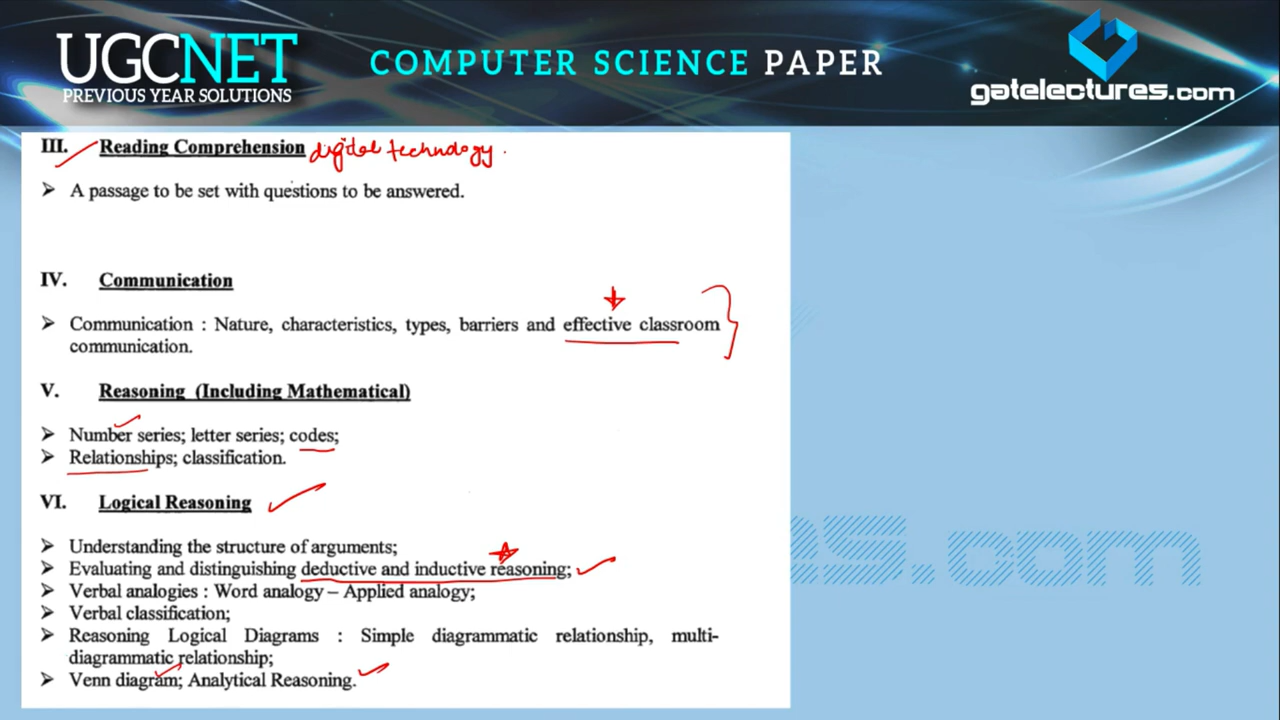 UGCNET
PREVIOUS YEAR SOLUTIONS
COMPUTER SCIENCE PAPER
gatelectures.com
III. Reading Comprehension digital technology.
➤ A passage to be set with questions to be answered.
IV. Communication
➤ Communication : Nature, characteristics, types, barriers and effective classroom
communication.
V. Reasoning (Including Mathematical)
➤ Number series; letter series; codes;
➤ Relationships; classification.
VI. Logical Reasoning
➤ Understanding the structure of arguments;
➤ Evaluating and distinguishing deductive and inductive reasoning;
➤ Verbal analogies : Word analogy – Applied analogy;
➤ Verbal classification;
➤ Reasoning Logical Diagrams : Simple diagrammatic relationship, multi-
diagrammatic relationship;
➤ Venn diagram; Analytical Reasoning.
es.com